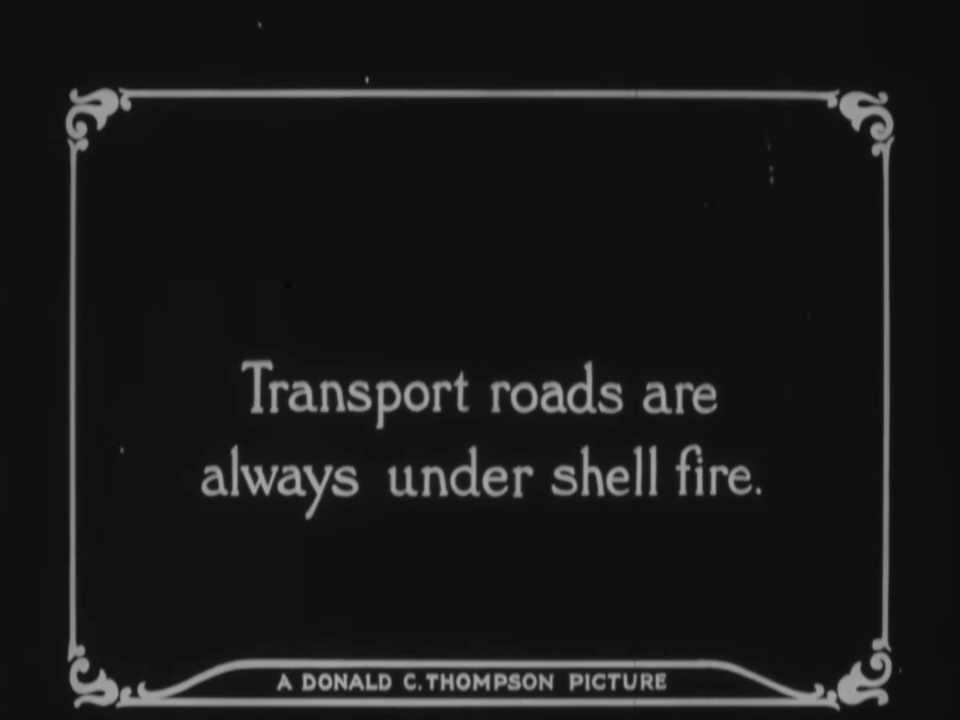 Transport roads are
always under shell fire.
A DONALD C. THOMPSON PICTURE